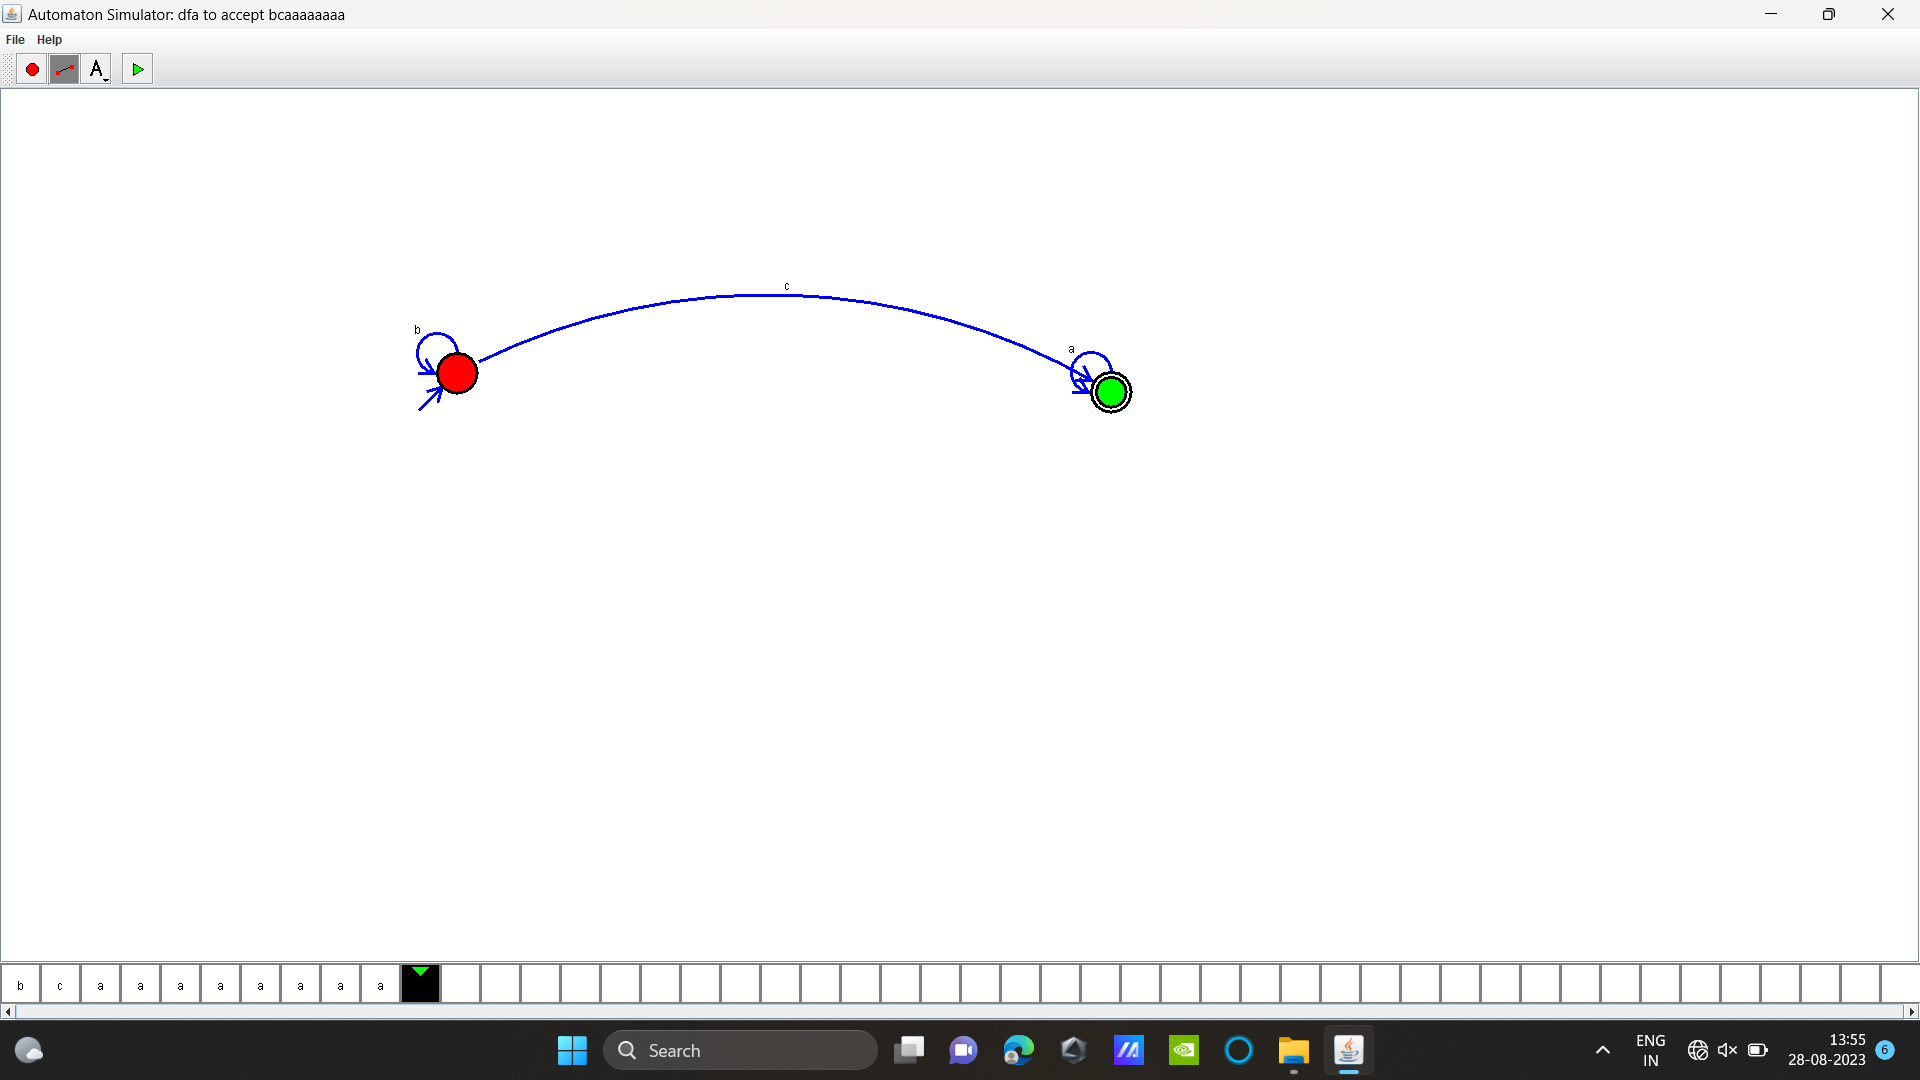 Automaton Simulator: dfa to accept bcaaaaaaaa
File Help
A
c
b
a
b c a a a a a a a a
Search
ENG
IN
13:55
28-08-2023
6